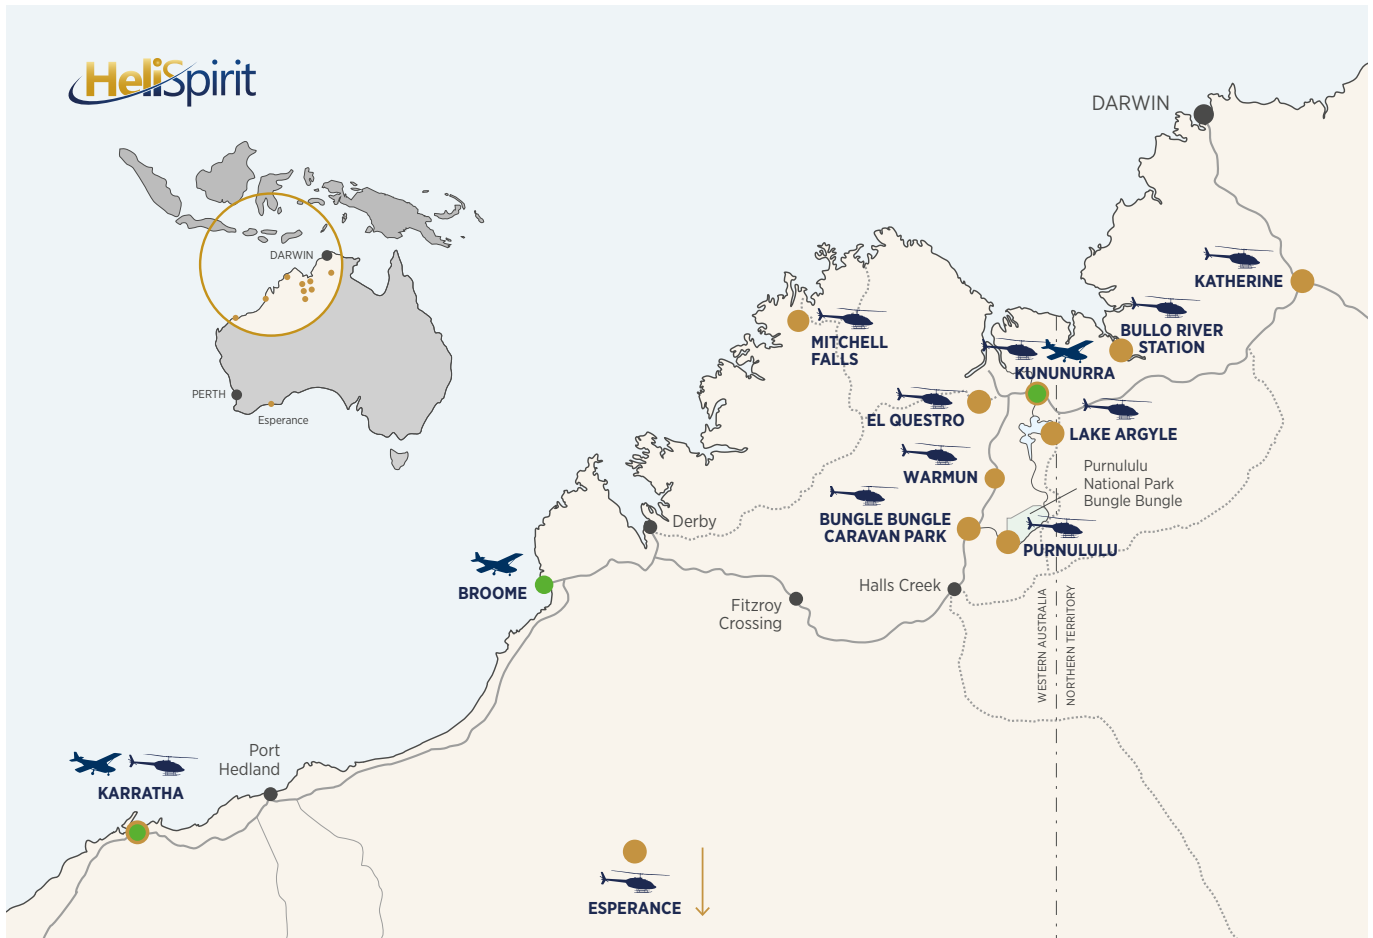 HeliSpirit
DARWIN
DARWIN
PERTH
Esperance
KATHERINE
BULLO RIVER
STATION
MITCHELL
FALLS
KUNUNURRA
EL QUESTRO
LAKE ARGYLE
WARMUN
Purnululu
National Park
Bungle Bungle
BUNGLE BUNGLE
CARAVAN PARK
PURNULULU
Derby
BROOME
Halls Creek
Fitzroy
Crossing
WESTERN AUSTRALIA
NORTHERN TERRITORY
Port
Hedland
KARRATHA
ESPERANCE